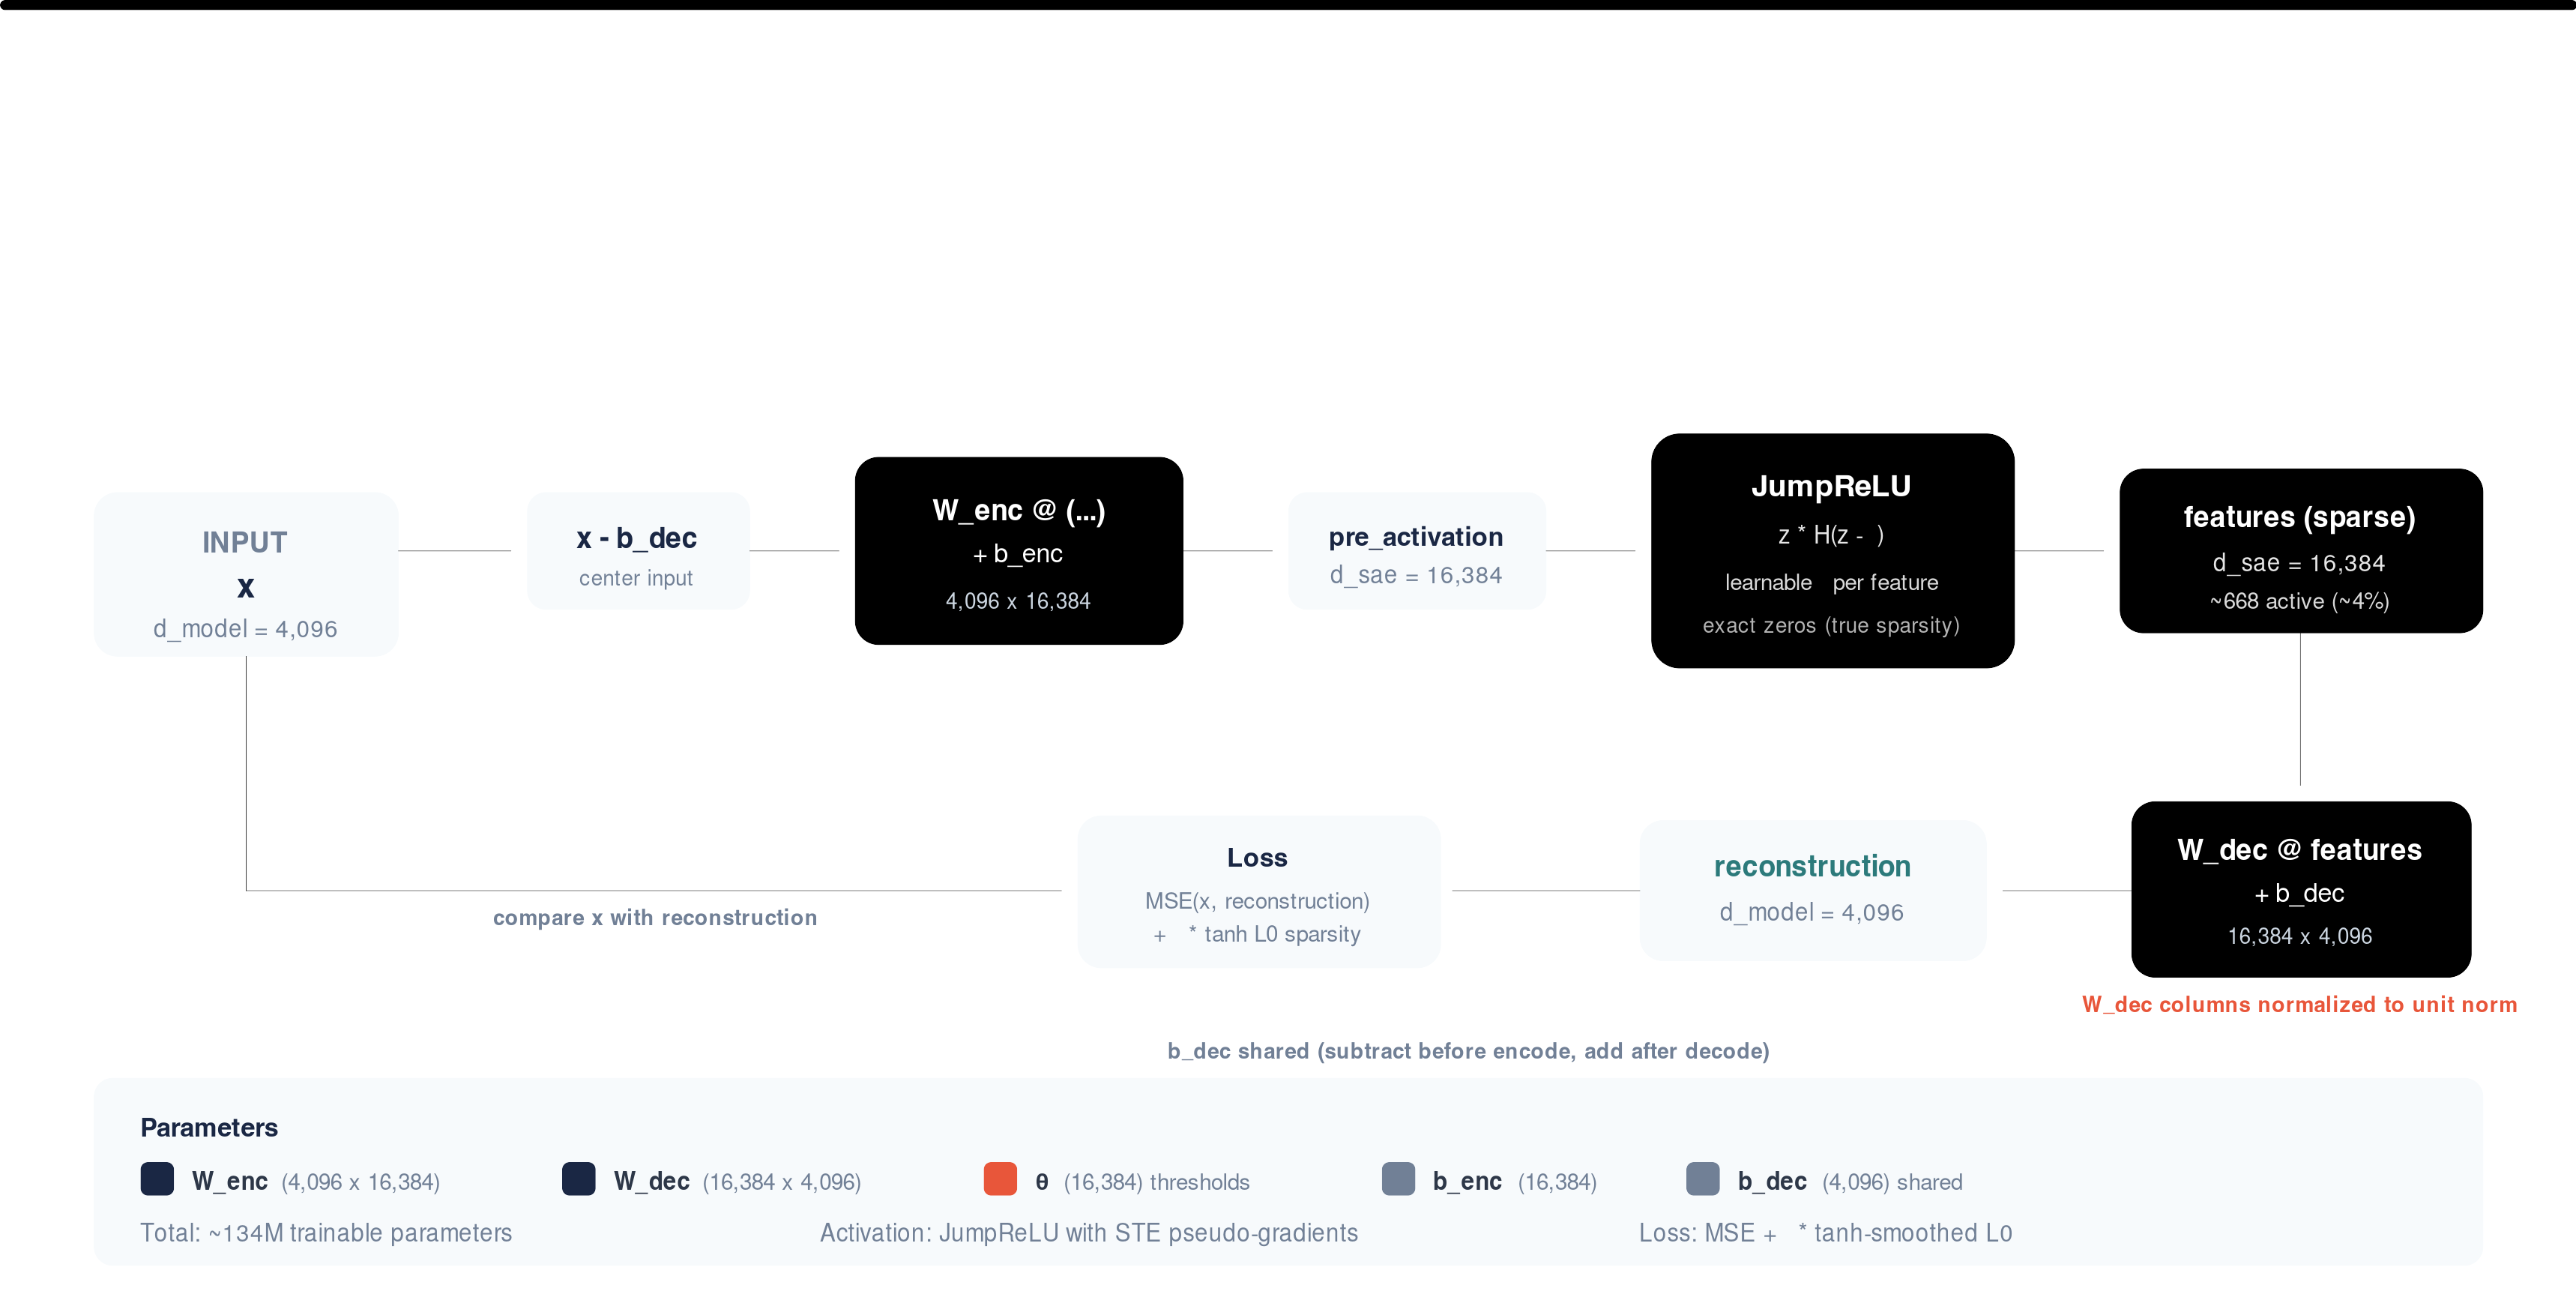 INPUT
x
d_model = 4,096
x - b_dec
center input
W_enc @ (...)
+ b_enc
4,096 x 16,384
pre_activation
d_sae = 16,384
JumpReLU
z * H(z -  )
learnable  per feature
exact zeros (true sparsity)
features (sparse)
d_sae = 16,384
~668 active (~4%)
Loss
MSE(x, reconstruction)
+  * tanh L0 sparsity
reconstruction
d_model = 4,096
W_dec @ features
+ b_dec
16,384 x 4,096
compare x with reconstruction
W_dec columns normalized to unit norm
b_dec shared (subtract before encode, add after decode)
Parameters
W_enc (4,096 x 16,384)
W_dec (16,384 x 4,096)
θ (16,384) thresholds
b_enc (16,384)
b_dec (4,096) shared
Total: ~134M trainable parameters
Activation: JumpReLU with STE pseudo-gradients
Loss: MSE +  * tanh-smoothed L0